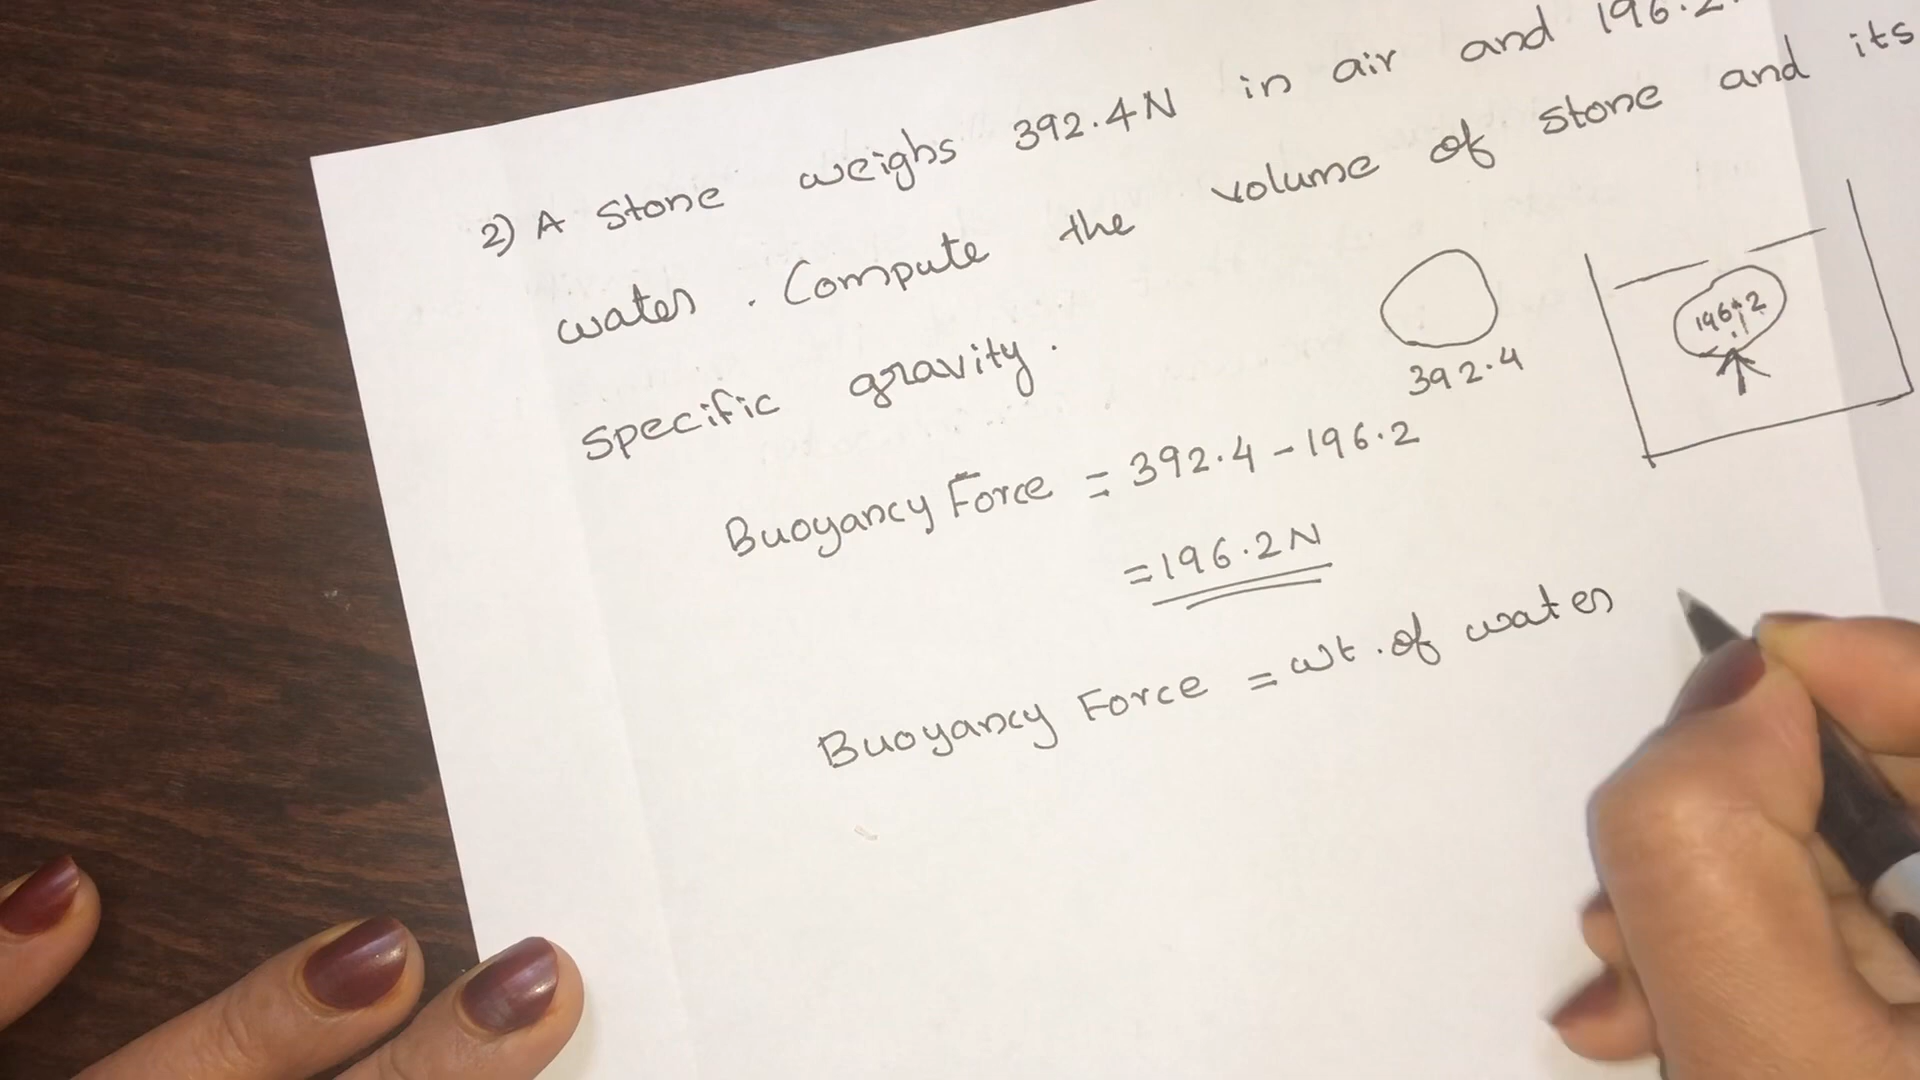 2) A stone weighs 392.4N in air and 196.2
water. Compute the volume of stone and its
specific gravity.
392.4
196.2
Buoyancy Force = 392.4 - 196.2
= 196.2N
Buoyancy Force = wt. of water